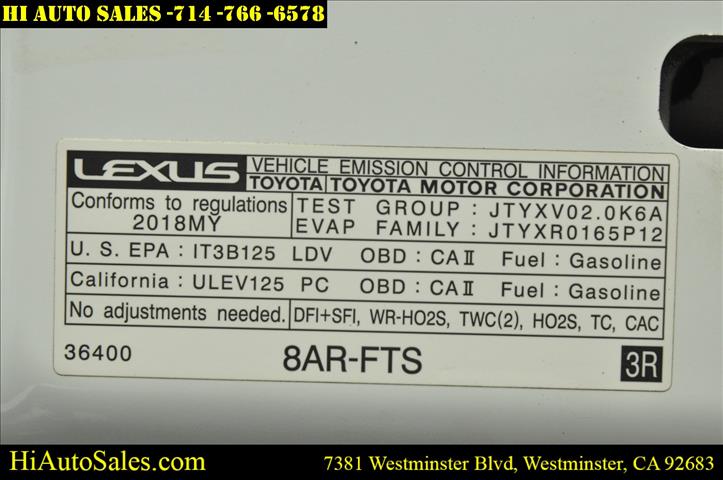 HI AUTO SALES -714 -766 -6578
LEXUS VEHICLE EMISSION CONTROL INFORMATION
TOYOTA TOYOTA MOTOR CORPORATION
Conforms to regulations
2018MY
TEST GROUP : JTYXV02.0K6A
EVAP FAMILY : JTYXR0165P12
U. S. EPA : IT3B125 LDV OBD : CAII Fuel : Gasoline
California : ULEV125 PC OBD : CAII Fuel : Gasoline
No adjustments needed. DFI+SFI, WR-HO2S, TWC(2), HO2S, TC, CAC
36400 8AR-FTS 3R
HiAutoSales.com 7381 Westminster Blvd, Westminster, CA 92683